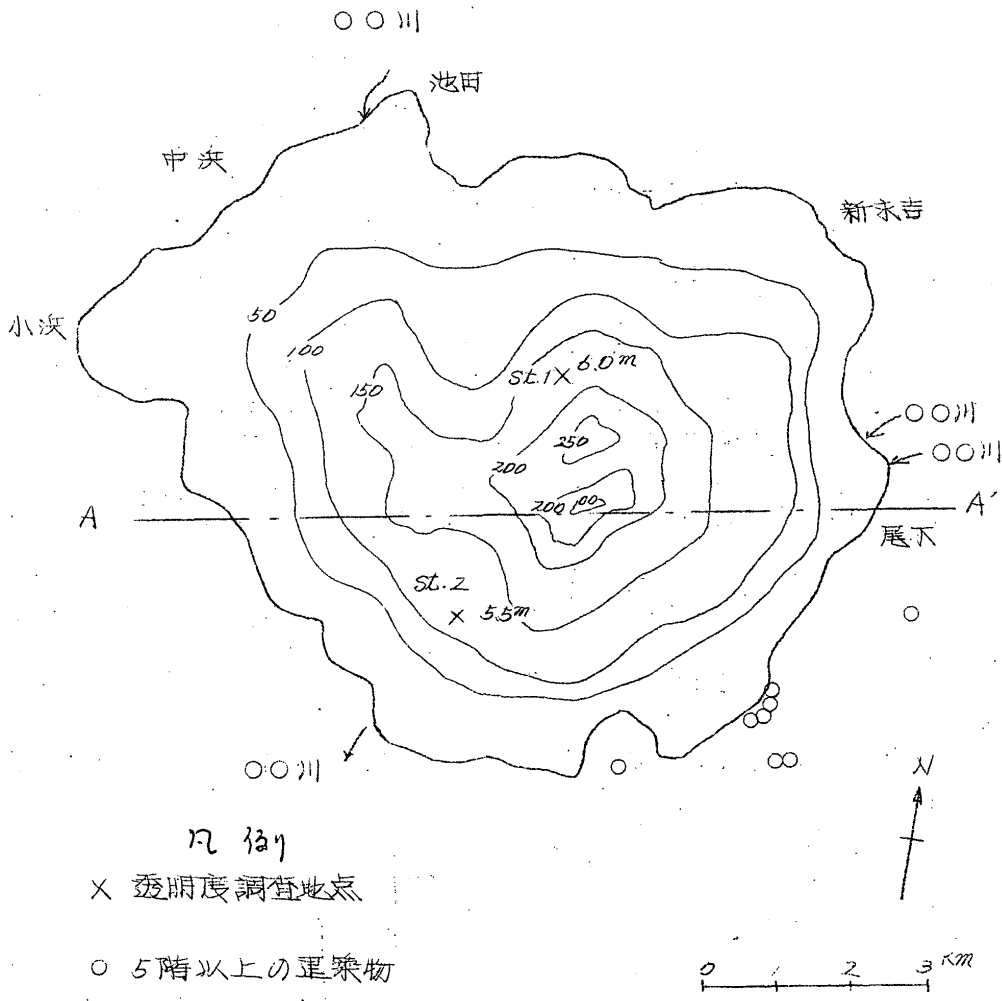 ○○川
池田
中浜
新永吉
小浜
50
100
150
St.1× 6.0m
○○川
250
○○川
200
A
200
100
A'
尾下
St.2
× 5.5m
○○川
N
凡例
× 透明度調査地点
○ 5階以上の建築物
0 1 2 3 Km